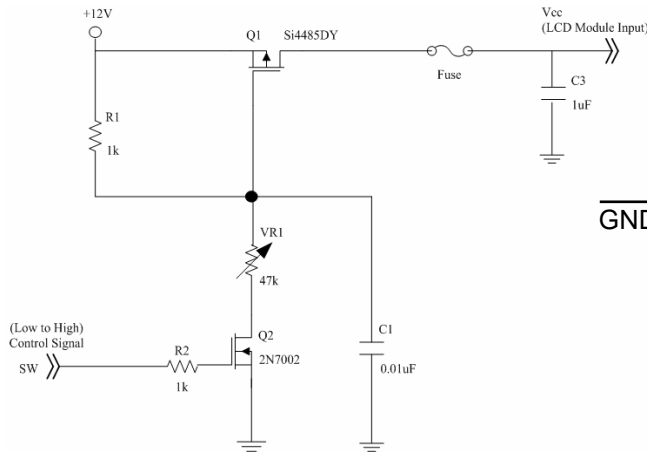 +12V
Q1
Si4485DY
Vcc
(LCD Module Input)
Fuse
C3
1uF
R1
1k
GND
VR1
47k
(Low to High)
Control Signal
SW
R2
1k
Q2
2N7002
C1
0.01uF